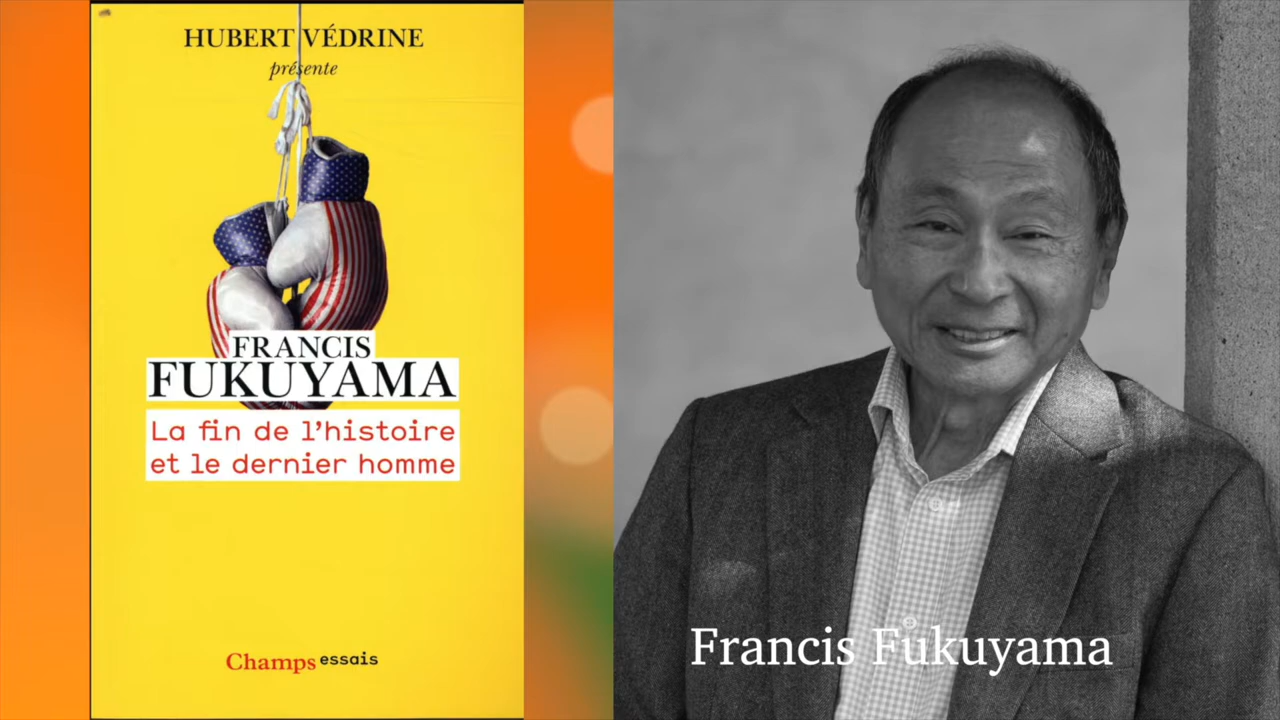 HUBERT VÉDRINE
présente
FRANCIS
FUKUYAMA
La fin de l'histoire
et le dernier homme
Champs essais
Francis Fukuyama